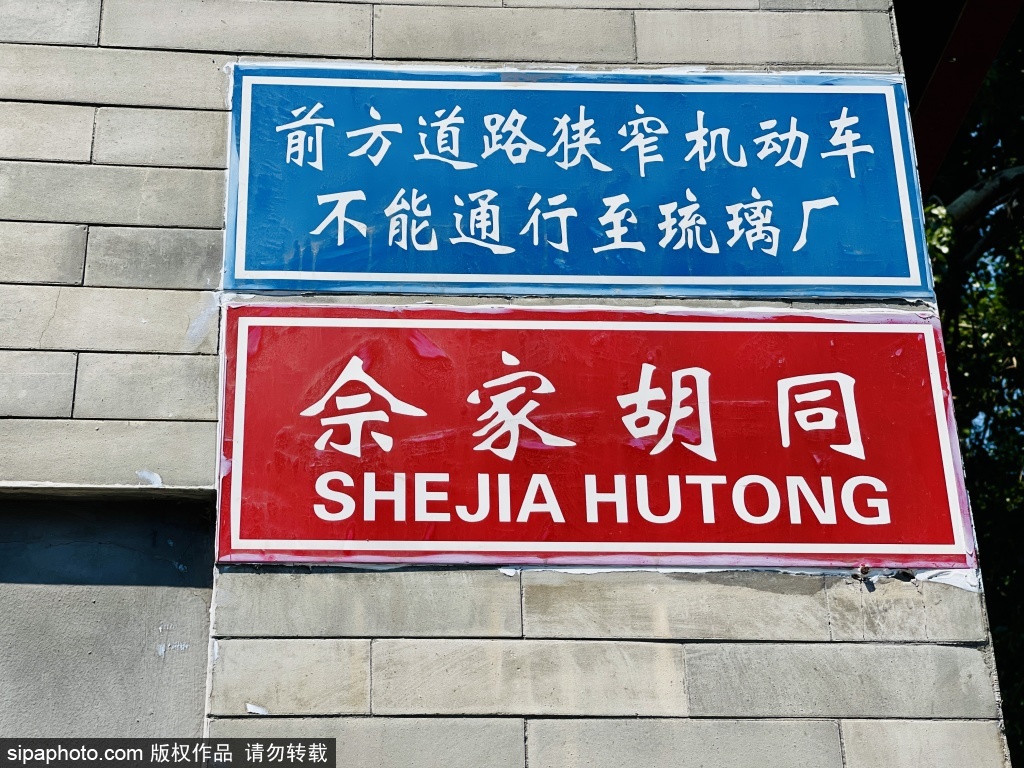 前方道路狭窄机动车
不能通行至琉璃厂
佘家胡同
SHEJIA HUTONG
sipaphoto.com 版权作品 请勿转载